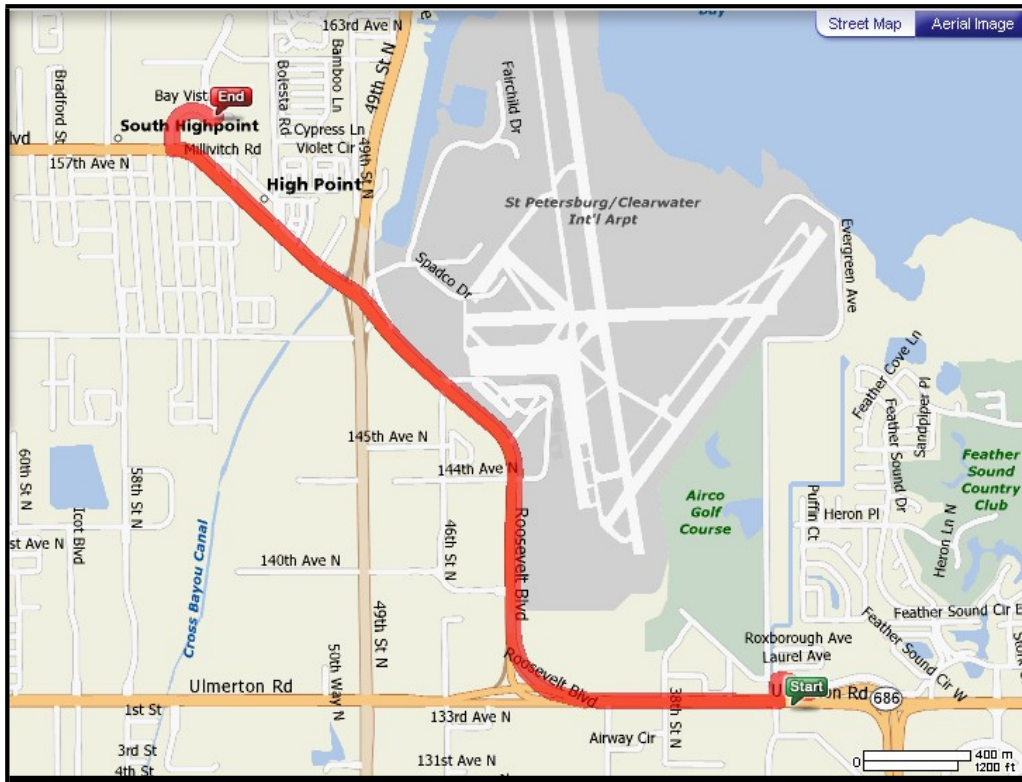 Bay
Street Map
Aerial Image
163rd Ave N
49th St N
Bamboo Ln
Bolesta Rd
Bradford St
Fairchild Dr
Bay Vist
End
South Highpoint
Cypress Ln
Violet Cir
lvd
Millivitch Rd
157th Ave N
49th St N
High Point
St Petersburg/Clearwater
Int'l Arpt
Spadco Dr
Evergreen Ave
Feather Cove Ln
Sandpiper Pl
Feather Sound Dr
145th Ave N
144th Ave N
60th St N
Icot Blvd
58th St N
Airco
Golf
Course
Feather
Sound
Country
Club
Puffin Ct
Heron Pl
Heron Ln N
st Ave N
Roosevelt Blvd
46th St N
140th Ave N
Cross Bayou Canal
49th St N
Feather Sound Cir E
Feather Sound Cir W
Roxborough Ave
Laurel Ave
Roosevelt Blvd
50th Way N
Ulmerton Rd
Start
U
on Rd
686
38th St N
1st St
133rd Ave N
Airway Cir
3rd St
4th St
131st Ave N
0
400 m
1200 ft